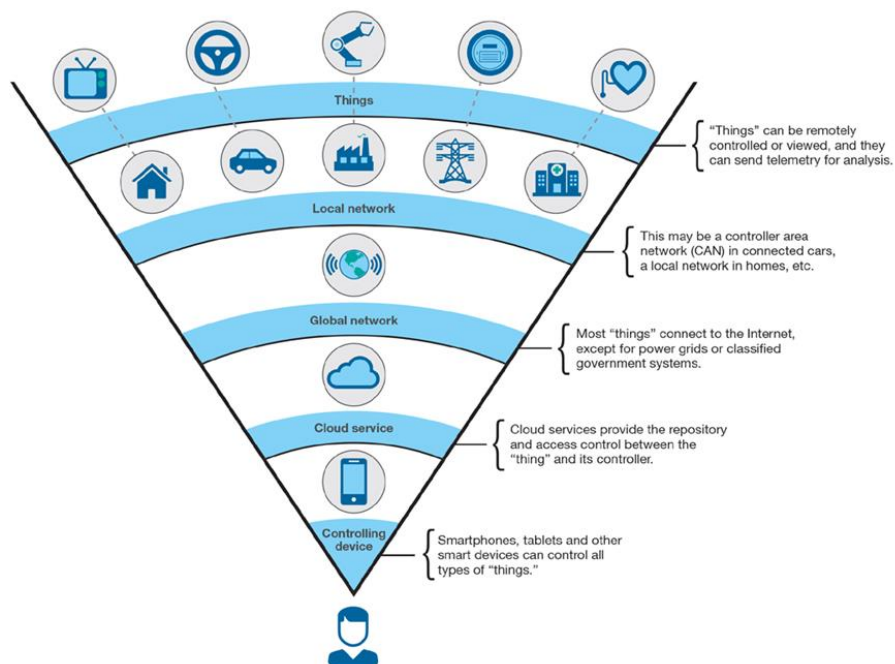 Things
“Things” can be remotely
controlled or viewed, and they
can send telemetry for analysis.
Local network
This may be a controller area
network (CAN) in connected cars,
a local network in homes, etc.
Global network
Most “things” connect to the Internet,
except for power grids or classified
government systems.
Cloud service
Cloud services provide the repository
and access control between the
“thing” and its controller.
Controlling
device
Smartphones, tablets and other
smart devices can control all
types of “things.”